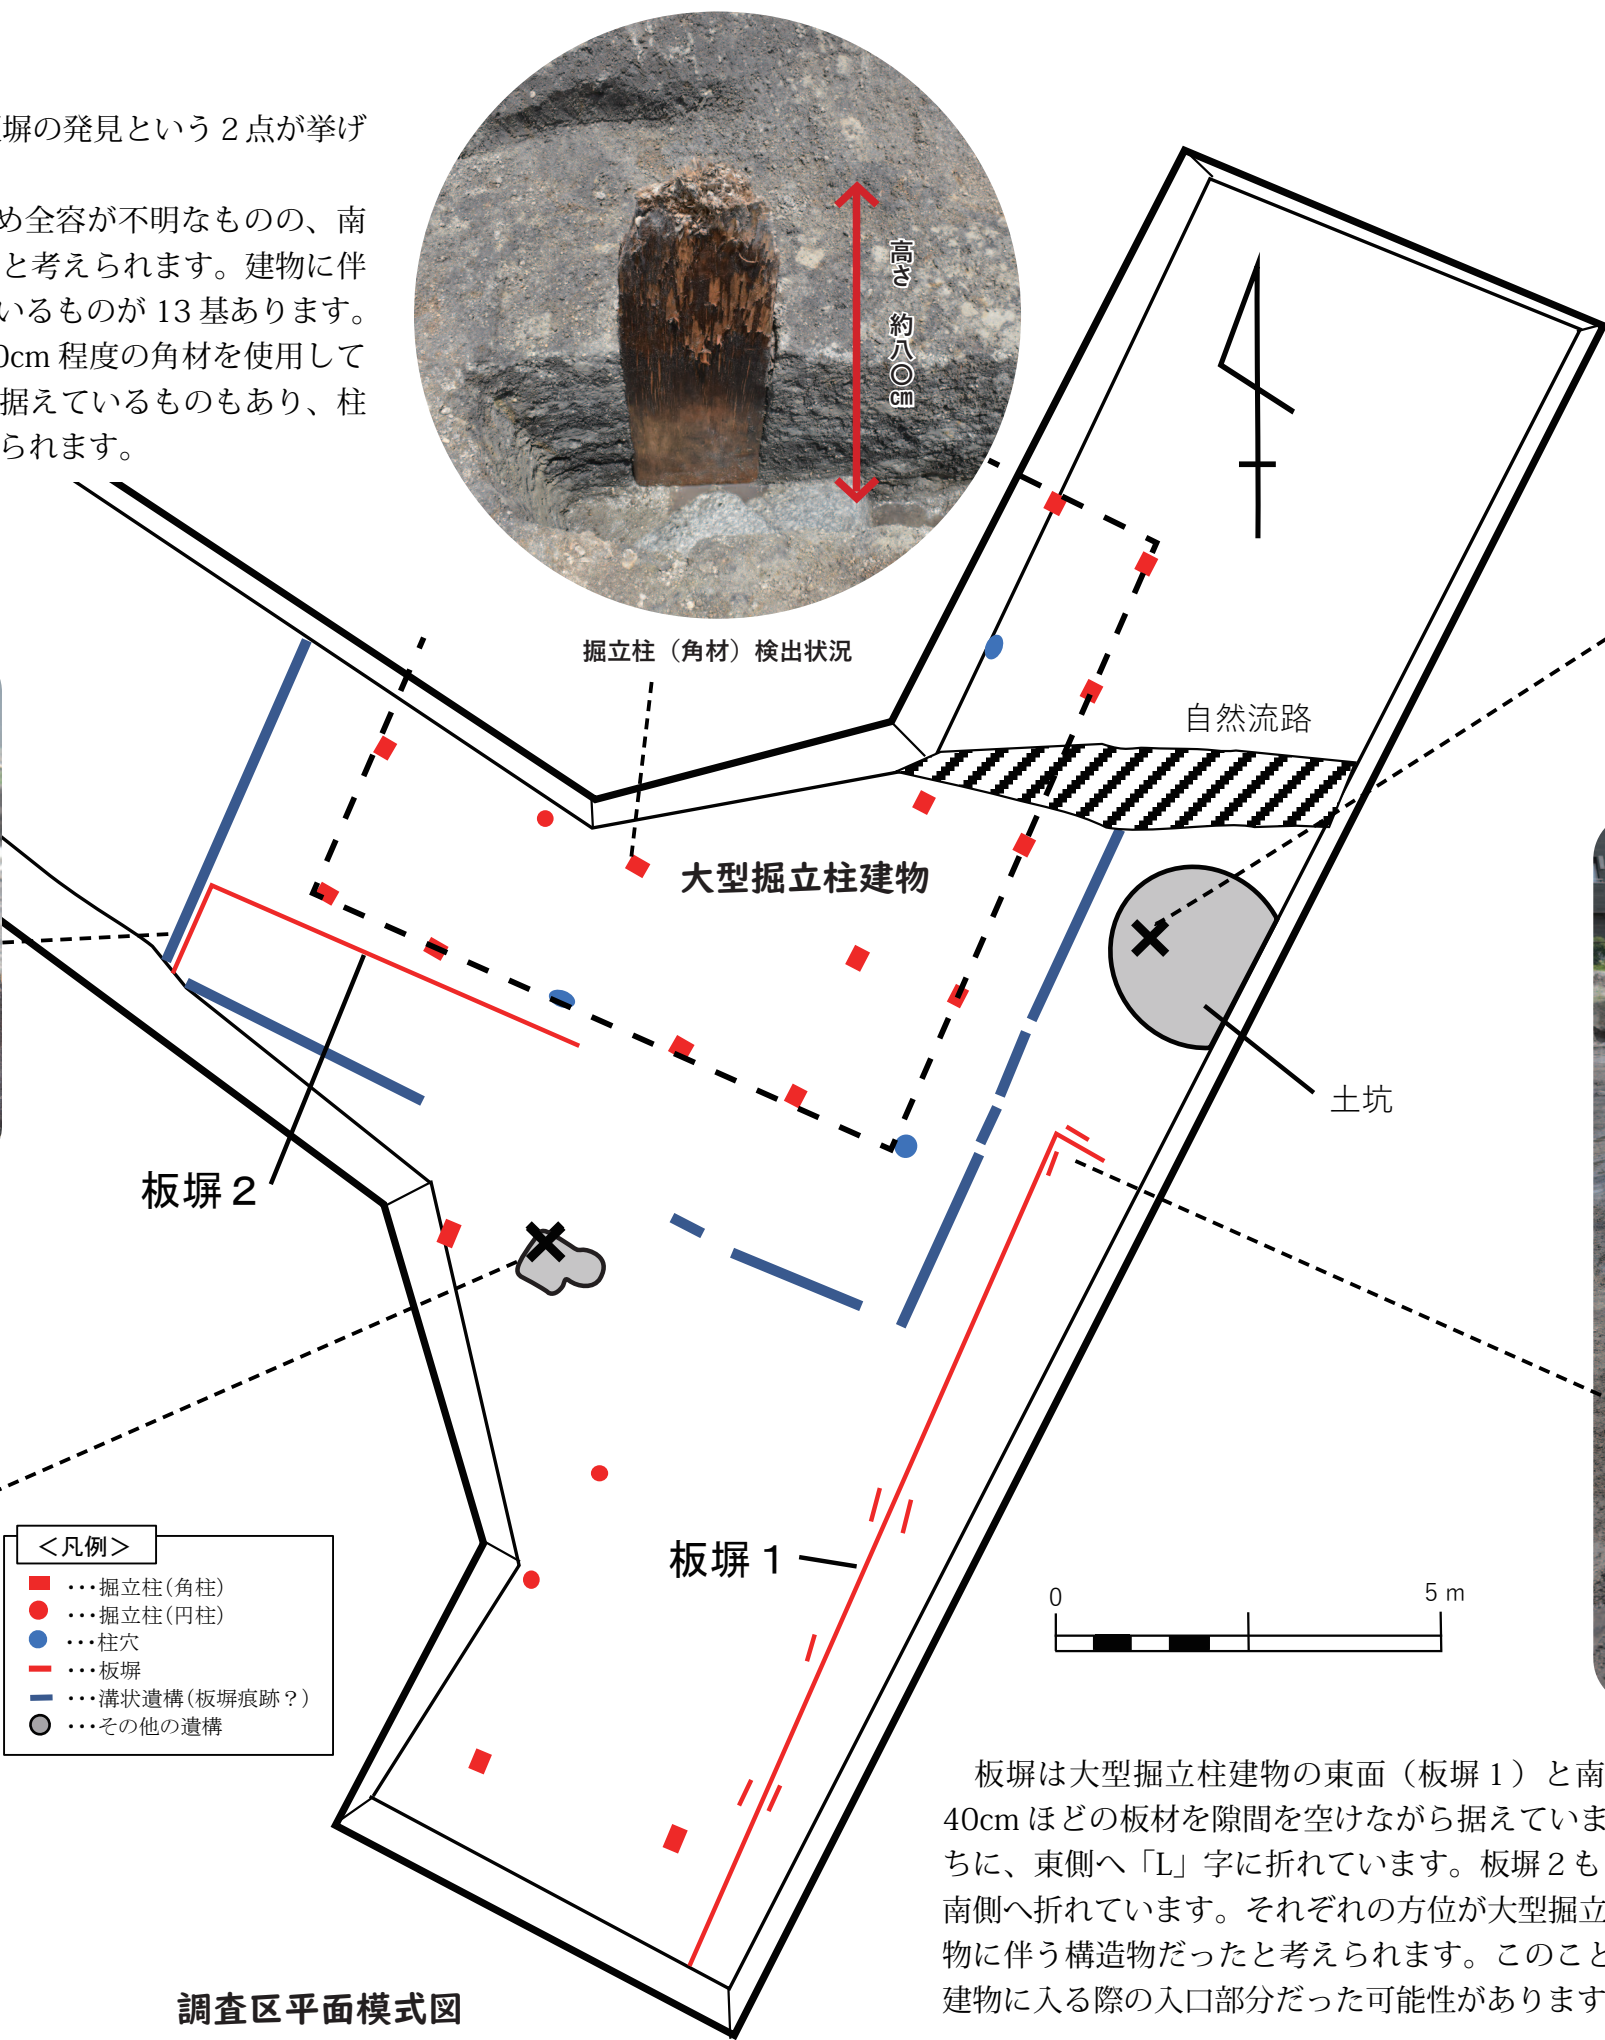 塀の発見という２点が挙げ
め全容が不明なものの、南
と考えられます。建物に伴
いるものが 13 基あります。
0cm 程度の角材を使用して
据えているものもあり、柱
られます。
高さ　約八〇cm
掘立柱（角材）検出状況
自然流路
大型掘立柱建物
土坑
板塀２
板塀１
＜凡例＞
･･･掘立柱(角柱)
･･･掘立柱(円柱)
･･･柱穴
･･･板塀
･･･溝状遺構(板塀痕跡？)
･･･その他の遺構
0 5 m
板塀は大型掘立柱建物の東面（板塀１）と南
40cm ほどの板材を隙間を空けながら据えていま
ちに、東側へ「L」字に折れています。板塀２も
南側へ折れています。それぞれの方位が大型掘立
物に伴う構造物だったと考えられます。このこと
建物に入る際の入口部分だった可能性があります
調査区平面模式図